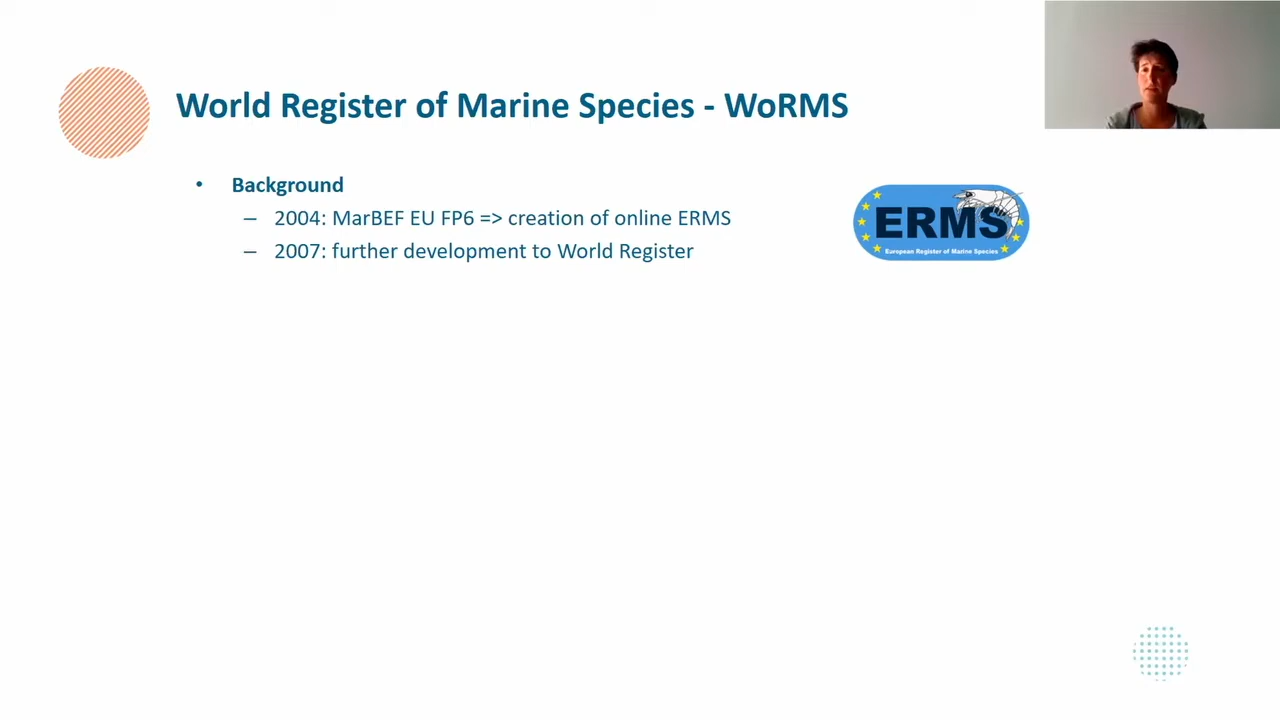 World Register of Marine Species - WoRMS
• Background
– 2004: MarBEF EU FP6 => creation of online ERMS
– 2007: further development to World Register
ERMS
European Register of Marine Species